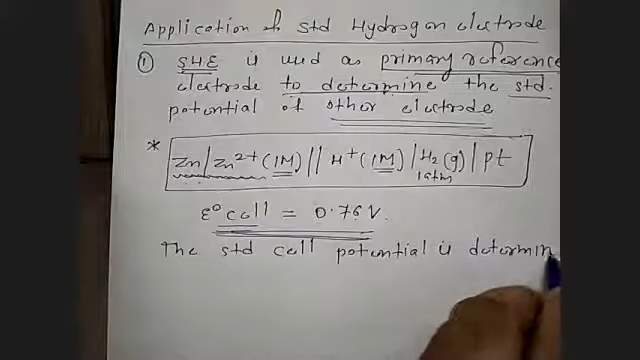 Application of Std Hydrogen electrode
① SHE is used as primary reference
electrode to determine the std.
potential of other electrode
* Zn | Zn²⁺ (1M) || H⁺ (1M) | H₂ (g) | pt
1atm
E° cell = 0.76 V.
The std cell potential is determin